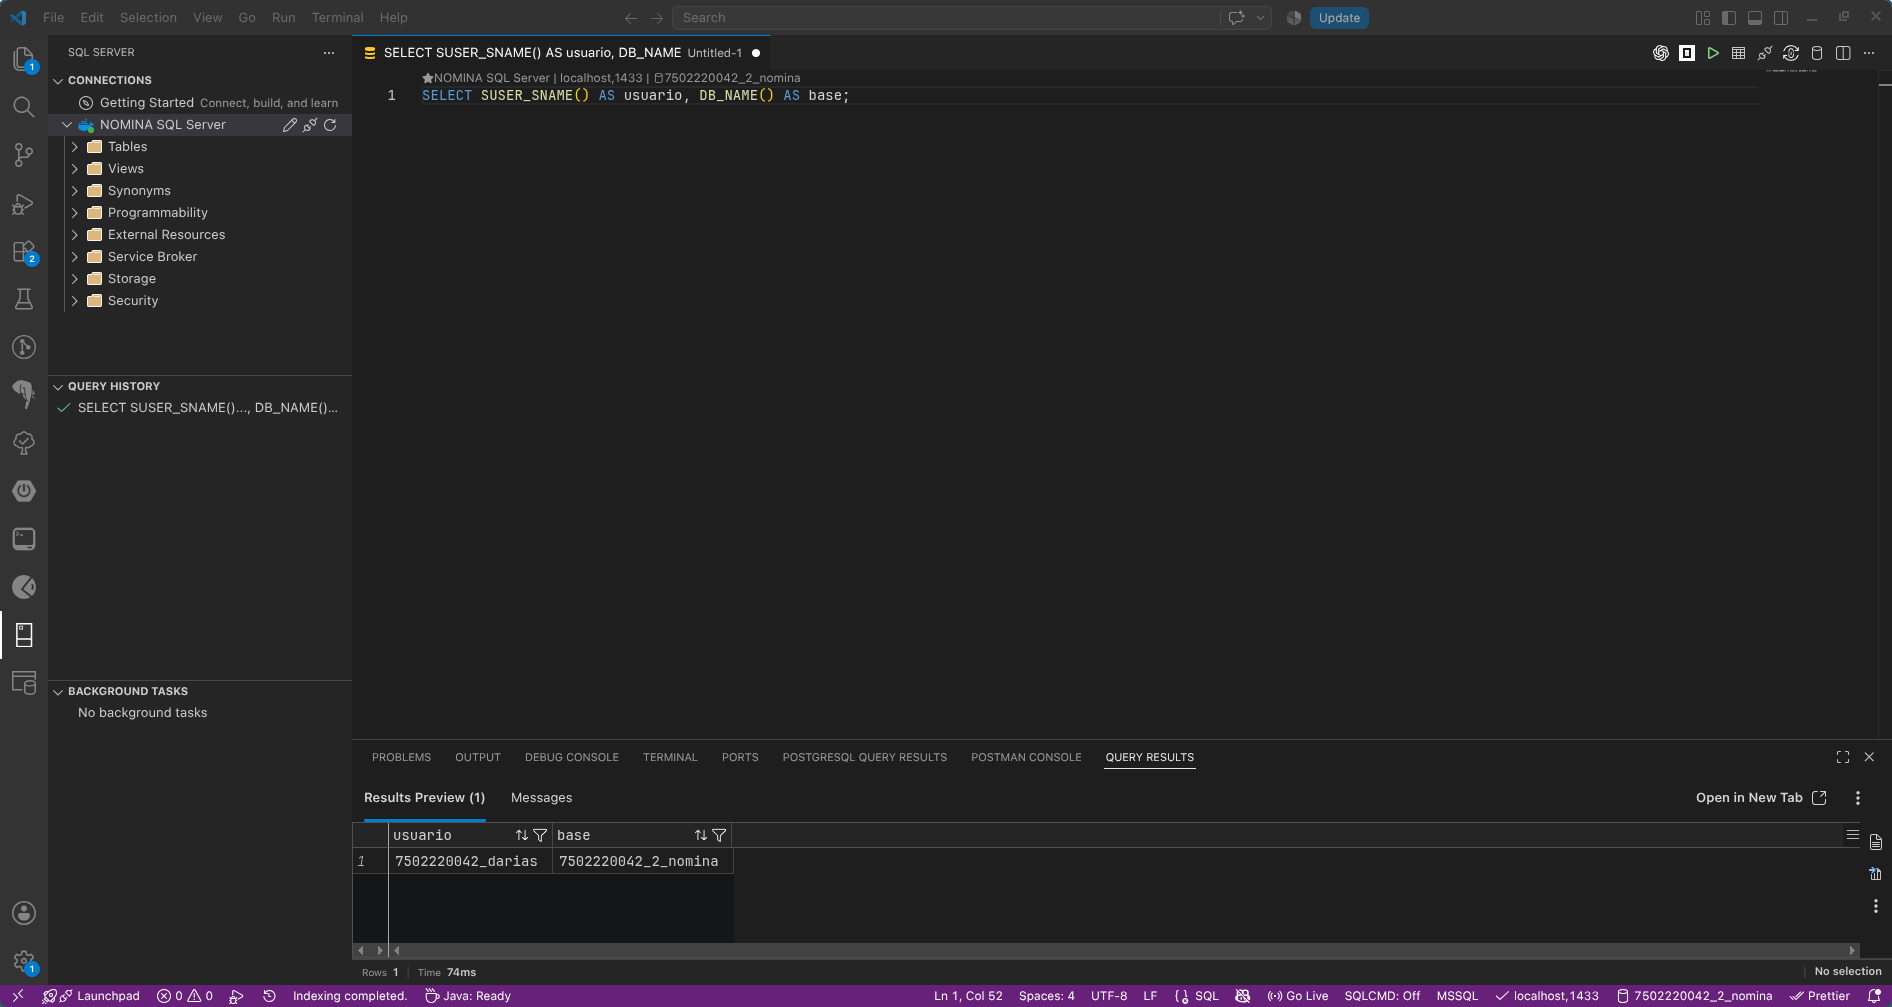 File Edit Selection View Go Run Terminal Help
Search
Update
SQL SERVER
CONNECTIONS
Getting Started Connect, build, and learn
NOMINA SQL Server
Tables
Views
Synonyms
Programmability
External Resources
Service Broker
Storage
Security
QUERY HISTORY
SELECT SUSER_SNAME()..., DB_NAME()...
BACKGROUND TASKS
No background tasks
1
2
1
SELECT SUSER_SNAME() AS usuario, DB_NAME Untitled-1
NOMINA SQL Server | localhost,1433 | 7502220042_2_nomina
1 SELECT SUSER_SNAME() AS usuario, DB_NAME() AS base;
PROBLEMS OUTPUT DEBUG CONSOLE TERMINAL PORTS POSTGRESQL QUERY RESULTS POSTMAN CONSOLE QUERY RESULTS
Results Preview (1) Messages
Open in New Tab
usuario base
1 7502220042_darias 7502220042_2_nomina
Rows 1 | Time 74ms
No selection
Launchpad 0 0 Indexing completed. Java: Ready
Ln 1, Col 52 Spaces: 4 UTF-8 LF { } SQL Go Live SQLCMD: Off MSSQL localhost,1433 7502220042_2_nomina Prettier